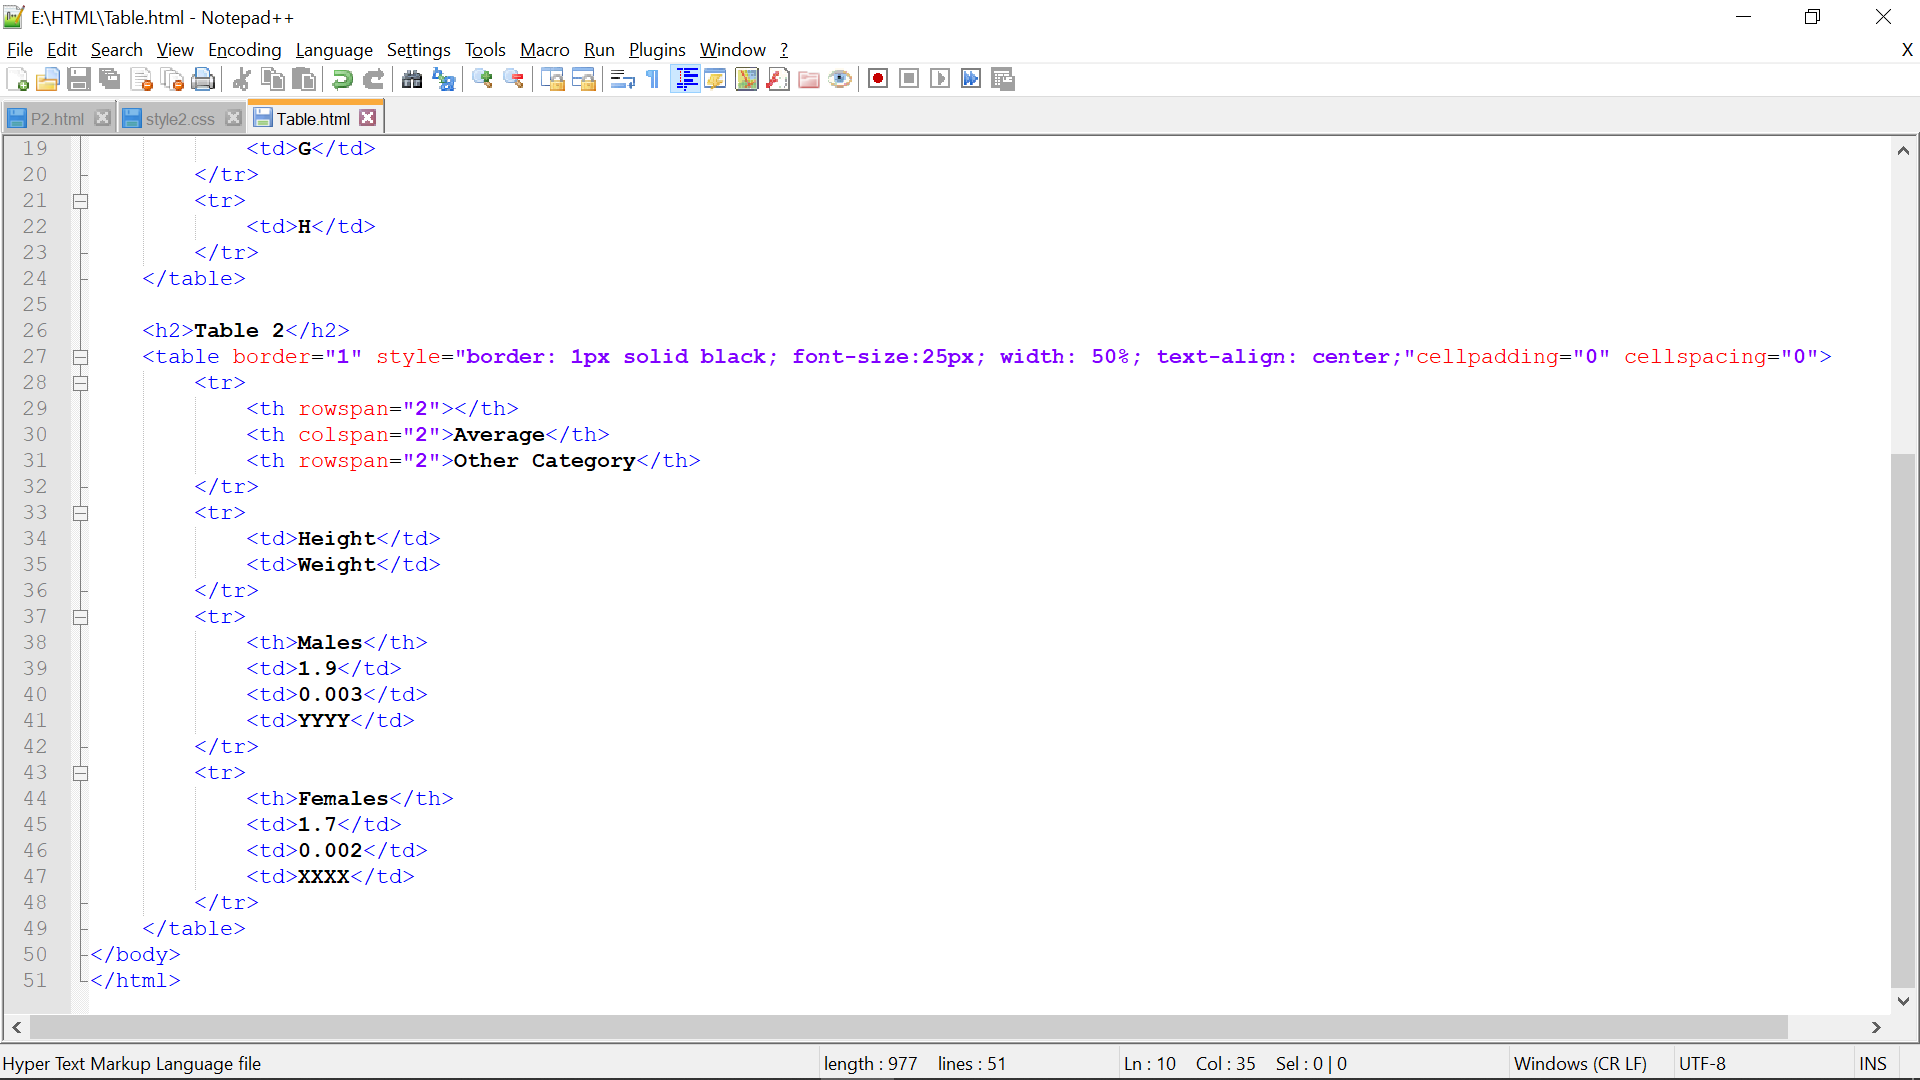 E:\HTML\Table.html - Notepad++
File Edit Search View Encoding Language Settings Tools Macro Run Plugins Window ? X
P2.html style2.css Table.html
19 <td>G</td>
20 </tr>
21 <tr>
22 <td>H</td>
23 </tr>
24 </table>
25
26 <h2>Table 2</h2>
27 <table border="1" style="border: 1px solid black; font-size:25px; width: 50%; text-align: center;"cellpadding="0" cellspacing="0">
28 <tr>
29 <th rowspan="2"></th>
30 <th colspan="2">Average</th>
31 <th rowspan="2">Other Category</th>
32 </tr>
33 <tr>
34 <td>Height</td>
35 <td>Weight</td>
36 </tr>
37 <tr>
38 <th>Males</th>
39 <td>1.9</td>
40 <td>0.003</td>
41 <td>YYYY</td>
42 </tr>
43 <tr>
44 <th>Females</th>
45 <td>1.7</td>
46 <td>0.002</td>
47 <td>XXXX</td>
48 </tr>
49 </table>
50 </body>
51 </html>
Hyper Text Markup Language file length : 977 lines : 51 Ln : 10 Col : 35 Sel : 0 | 0 Windows (CR LF) UTF-8 INS